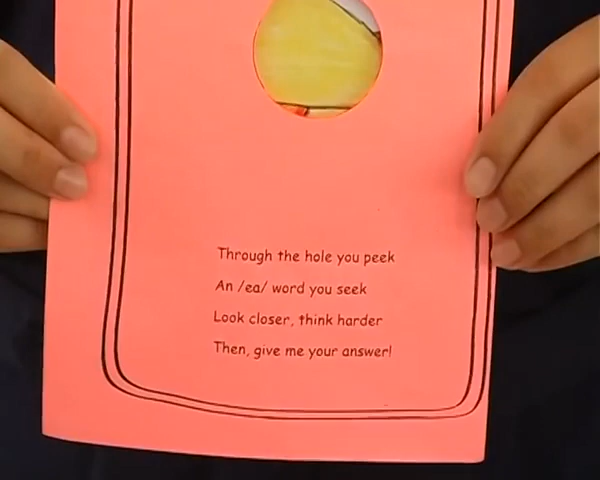 Through the hole you peek
An /ea/ word you seek
Look closer, think harder
Then, give me your answer!